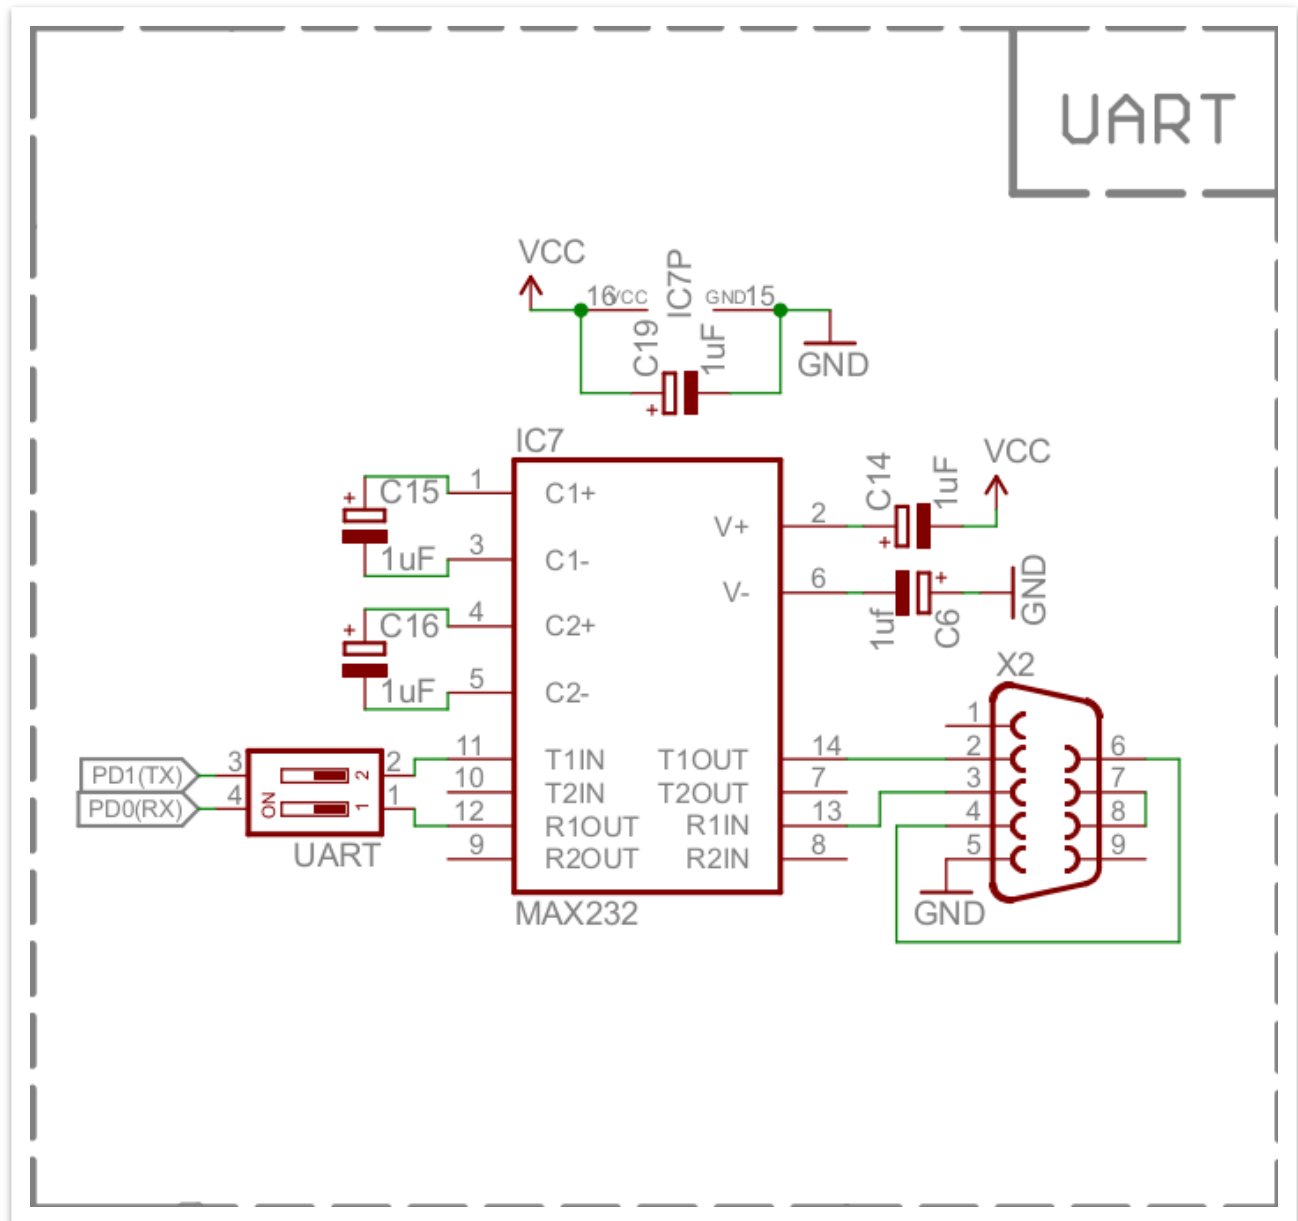 UART
VCC
16 VCC
IC7P
GND 15
C19
1uF
GND
+
IC7
C15
1uF
+
C16
1uF
+
1 C1+
3 C1-
4 C2+
5 C2-
V+ 2
V- 6
C14
1uF
+
VCC
1uf
C6
+
GND
X2
PD1(TX)
PD0(RX)
3
4
ON
2
1
2
1
UART
11 T1IN
10 T2IN
12 R1OUT
9 R2OUT
T1OUT 14
T2OUT 7
R1IN 13
R2IN 8
MAX232
1
2
3
4
5
6
7
8
9
GND